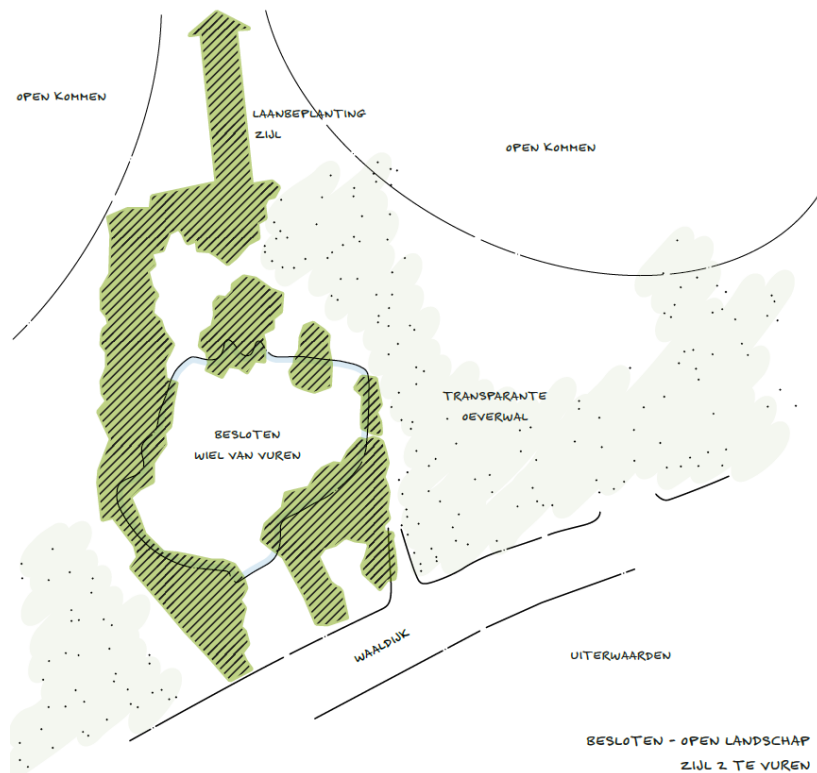 OPEN KOMMEN
LAANBEPLANTING
ZIJL
OPEN KOMMEN
TRANSPARANTE
OEVERWAL
BESLOTEN
WIEL VAN VUREN
WAALDIJK
UITERWAARDEN
BESLOTEN - OPEN LANDSCHAP
ZIJL 2 TE VUREN